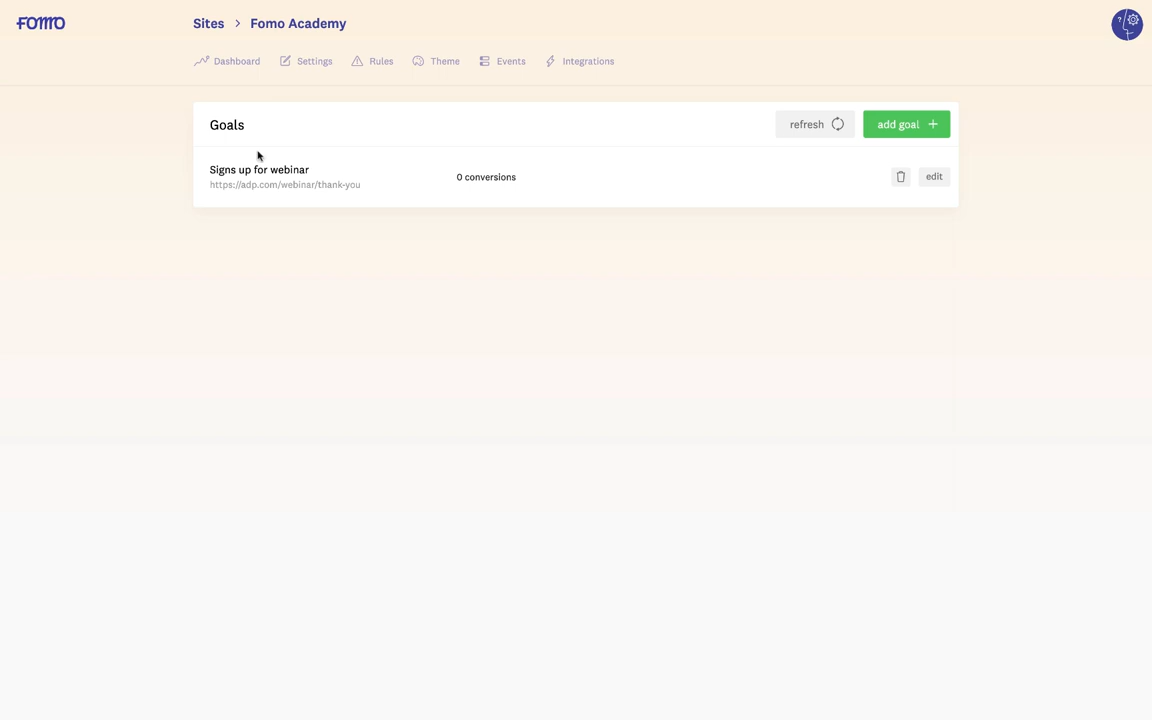 FOMO
Sites > Fomo Academy
Dashboard Settings Rules Theme Events Integrations
Goals
refresh
add goal +
Signs up for webinar
https://adp.com/webinar/thank-you
0 conversions
edit